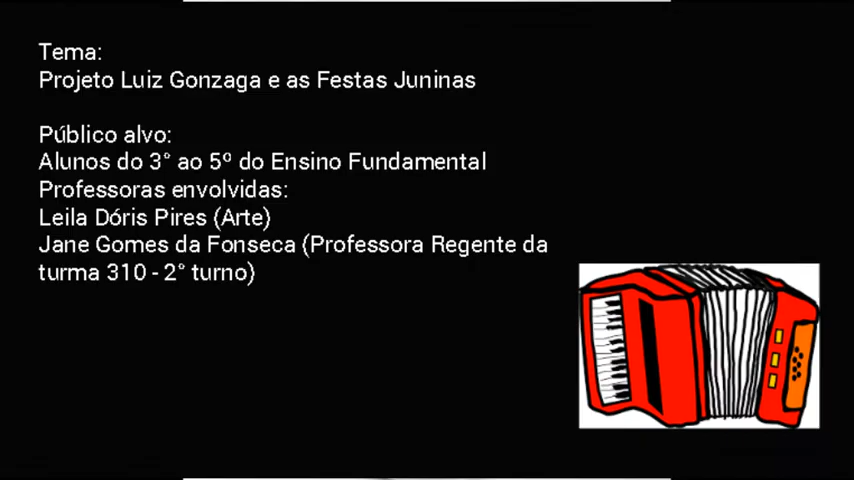 Tema:
Projeto Luiz Gonzaga e as Festas Juninas
Público alvo:
Alunos do 3° ao 5º do Ensino Fundamental
Professoras envolvidas:
Leila Dóris Pires (Arte)
Jane Gomes da Fonseca (Professora Regente da
turma 310 - 2° turno)